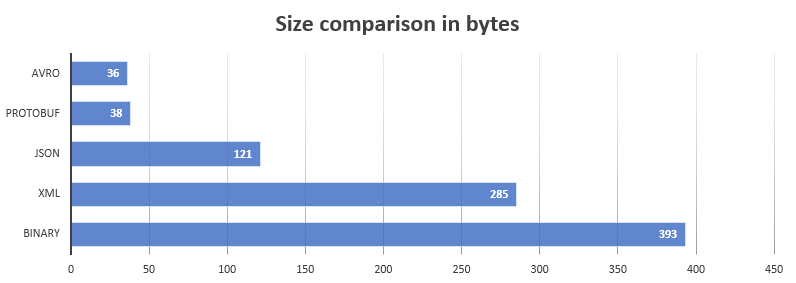 Size comparison in bytes
AVRO 36
PROTOBUF 38
JSON 121
XML 285
BINARY 393
0 50 100 150 200 250 300 350 400 450